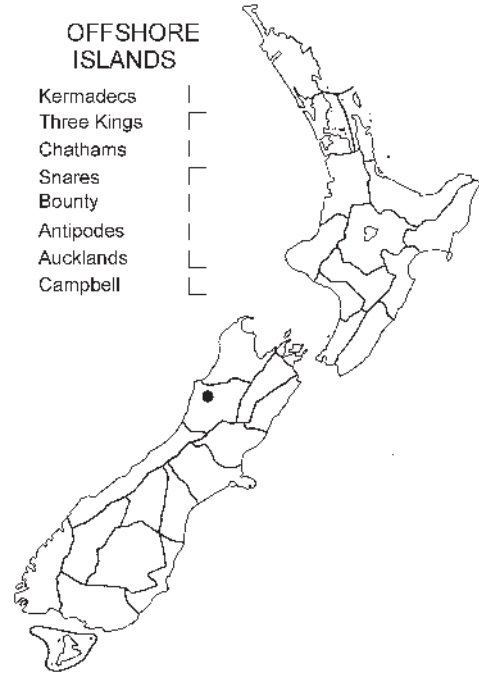 OFFSHORE
ISLANDS
Kermadecs
Three Kings
Chathams
Snares
Bounty
Antipodes
Aucklands
Campbell